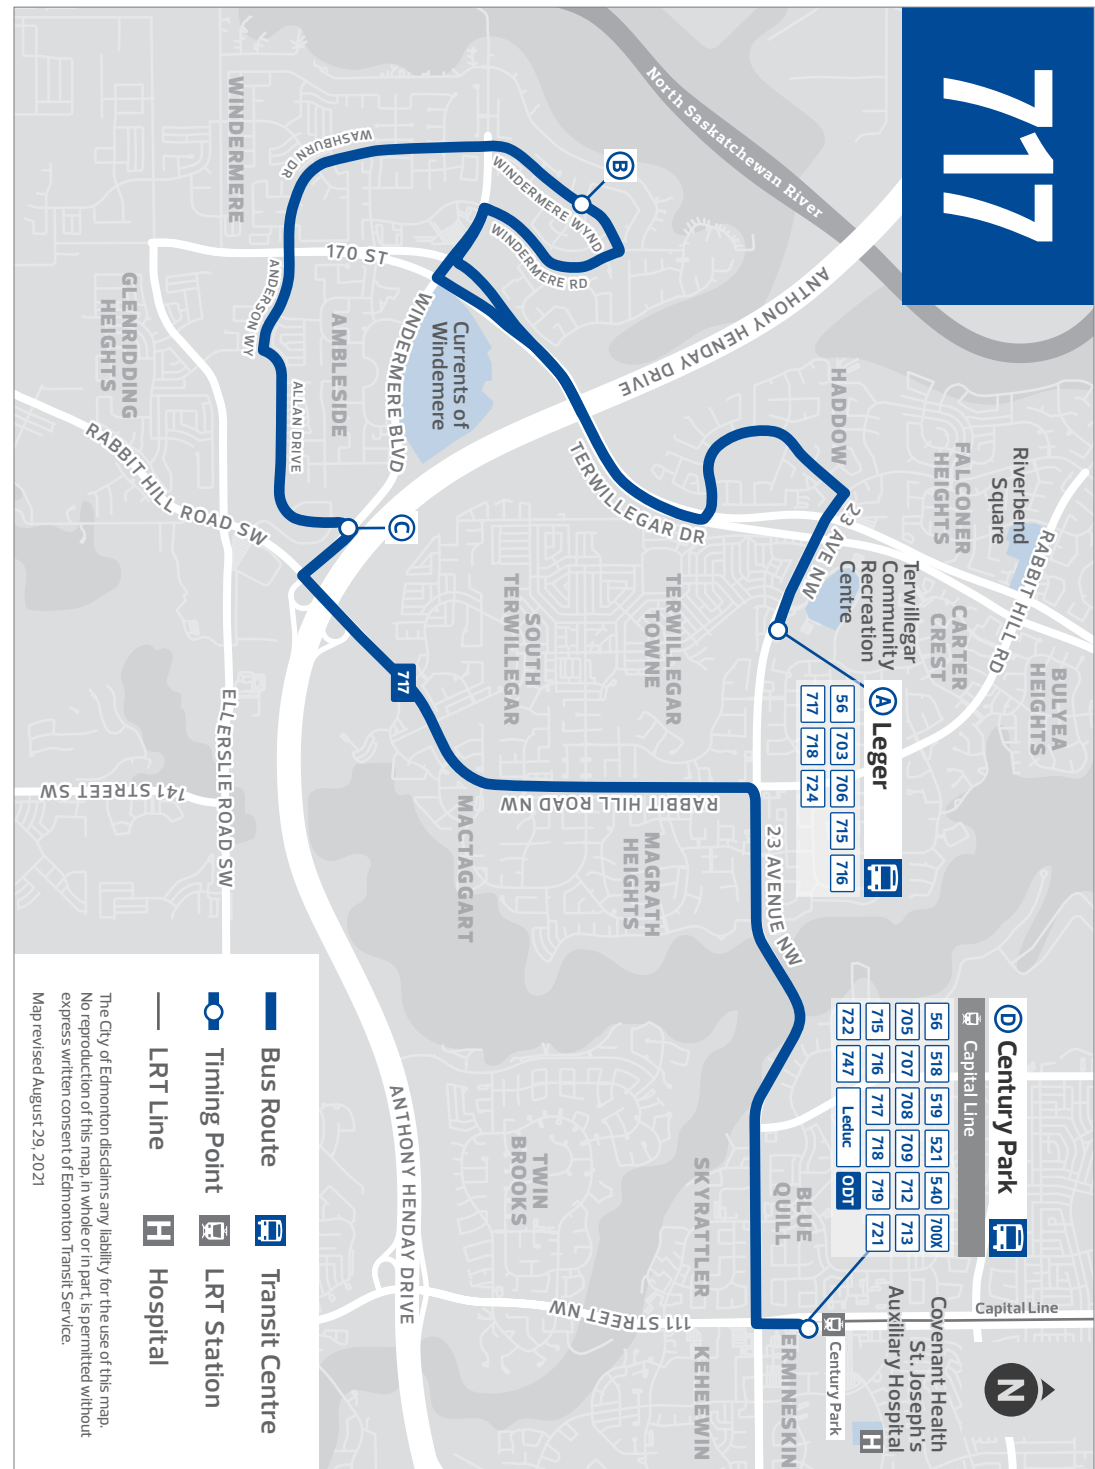 717
North Saskatchewan River
WINDERMERE
WASHBURN DR
B
WINDERMERE WYND
WINDERMERE RD
170 ST
ANDERSON WY
GLENRIDDING
HEIGHTS
AMBLESIDE
ALLAN DRIVE
WINDERMERE BLVD
Currents of
Windemere
ANTHONY HENDAY DRIVE
HADDOW
FALCONER
HEIGHTS
Riverbend
Square
RABBIT HILL RD
TERWILLEGAR DR
23 AVE NW
Terwillegar
Community
Recreation
Centre
CARTER
CREST
BULYEA
HEIGHTS
RABBIT HILL ROAD SW
C
SOUTH
TERWILLEGAR
TERWILLEGAR
TOWNE
717
A Leger
56 703 706 715 716
717 718 724
ELLERSLIE ROAD SW
141 STREET SW
MACTAGGART
RABBIT HILL ROAD NW
MAGRATH
HEIGHTS
23 AVENUE NW
D Century Park
Capital Line
56 518 519 521 540 700X
705 707 708 709 712 713
715 716 717 718 719 721
722 747 Leduc ODT
ANTHONY HENDAY DRIVE
TWIN
BROOKS
SKYRATTLER
BLUE
QUILL
111 STREET NW
KEHEEWIN
ERMINESKIN
Century Park
Capital Line
Covenant Health
St. Joseph's
Auxiliary Hospital
H
N
Bus Route
Timing Point
LRT Line
Transit Centre
LRT Station
H Hospital
The City of Edmonton disclaims any liability for the use of this map.
No reproduction of this map, in whole or in part, is permitted without
express written consent of Edmonton Transit Service.
Map revised August 29, 2021